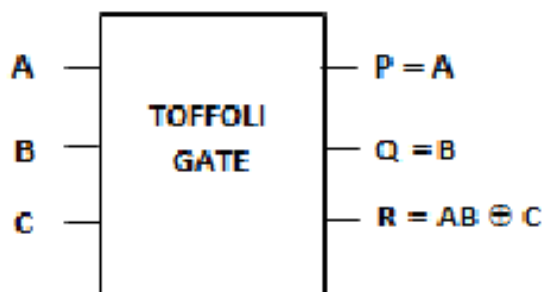 A P = A
TOFFOLI
B GATE Q = B
C R = AB ⊕ C